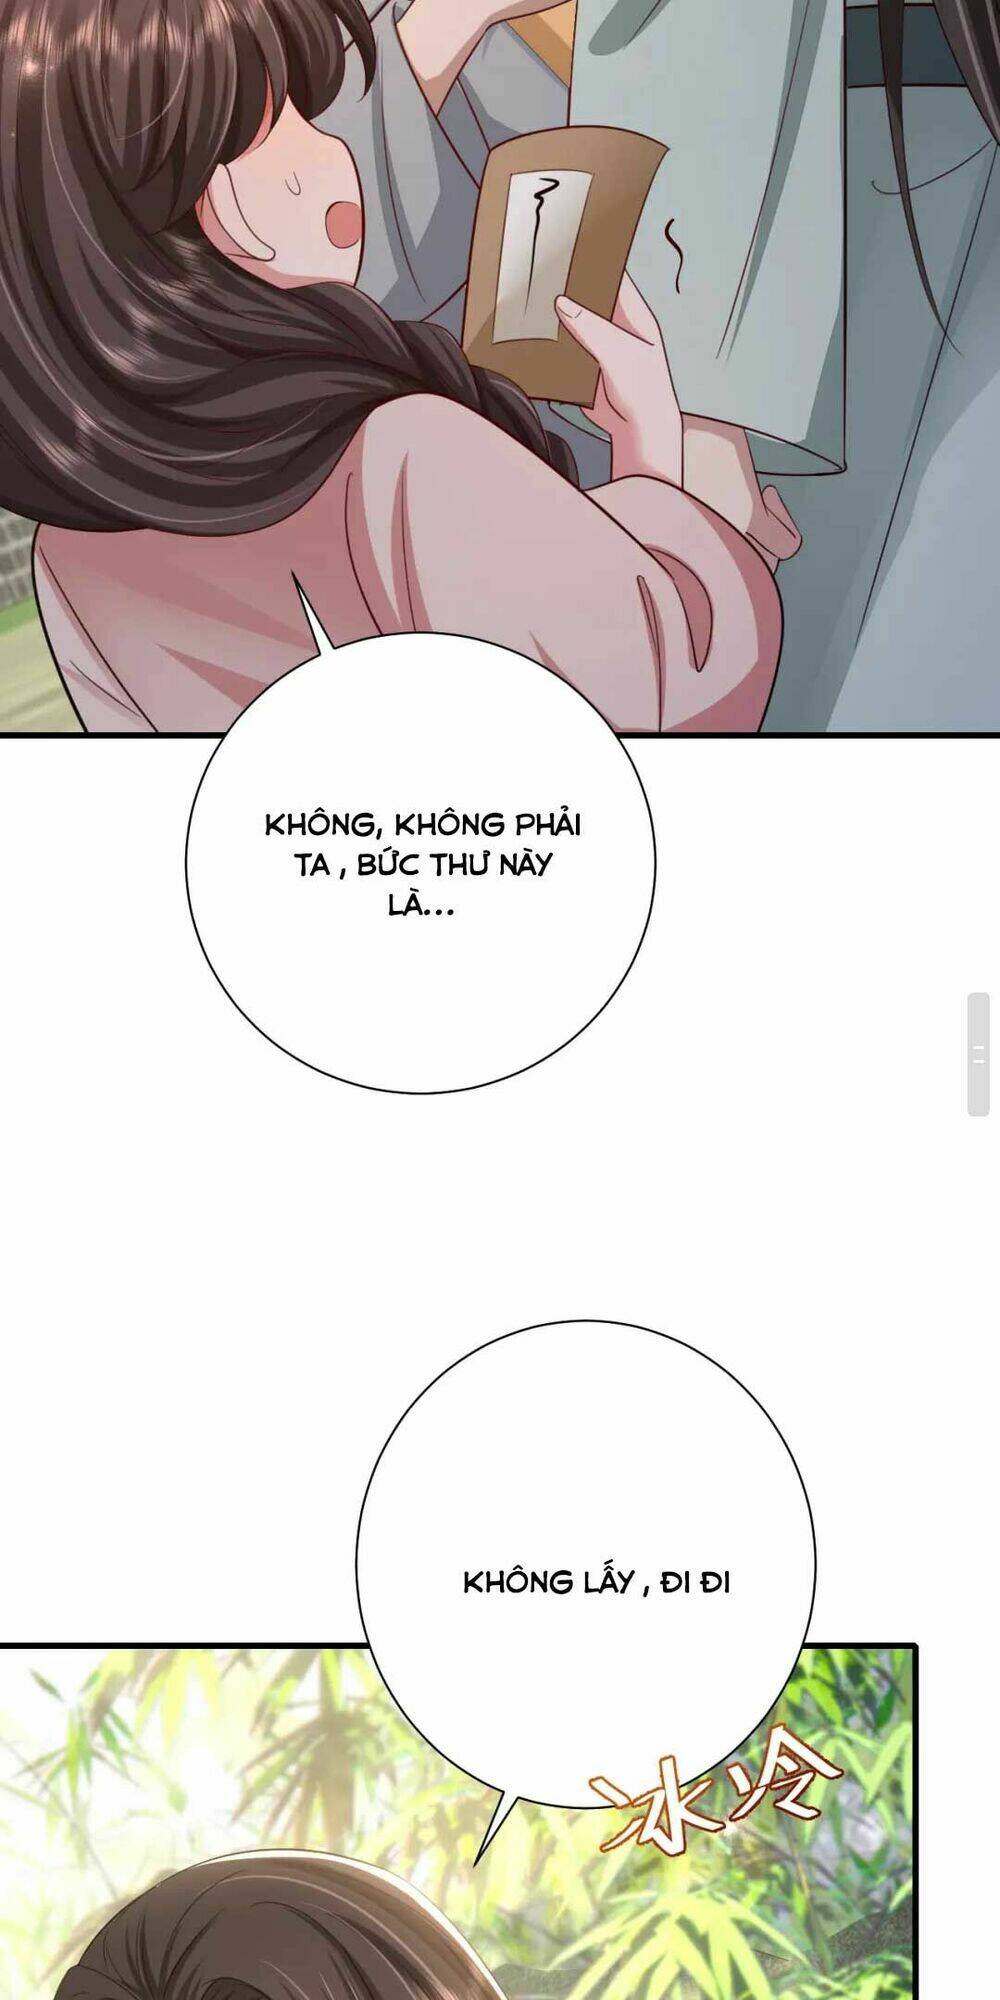 KHÔNG, KHÔNG PHẢI
TA , BỨC THƯ NÀY
LÀ...
KHÔNG LẤY , ĐI ĐI
冰冷